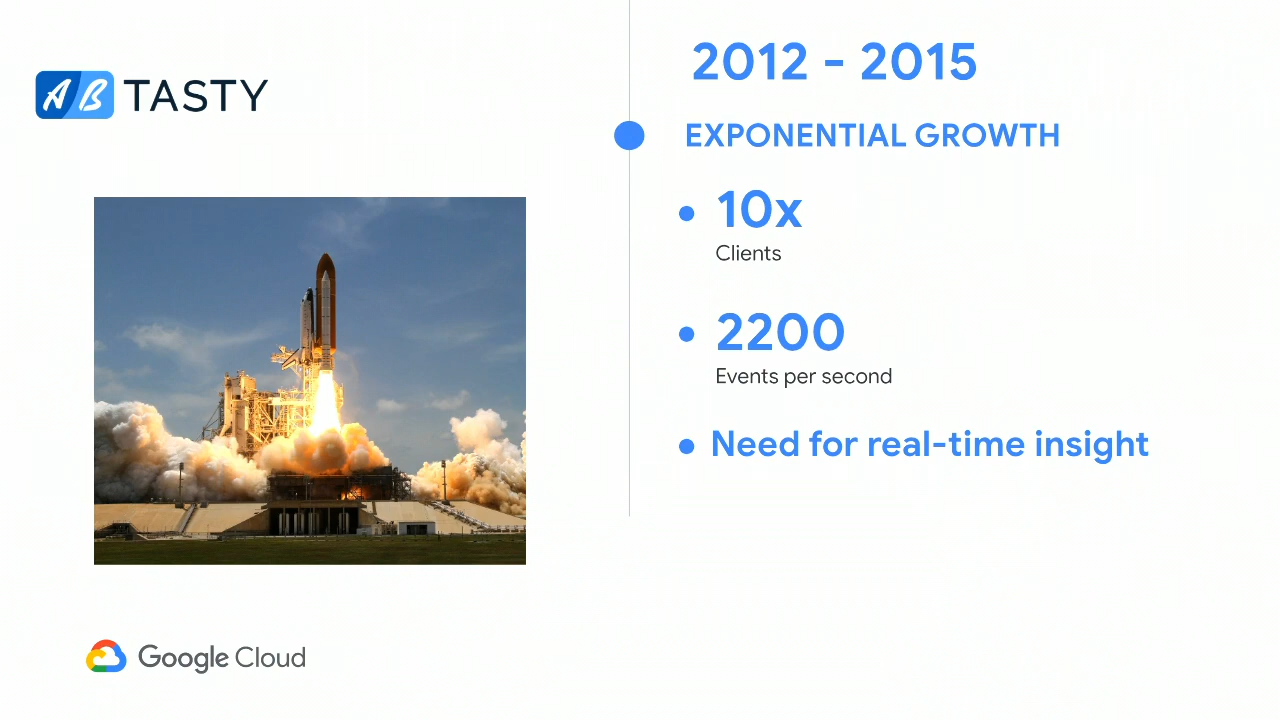 AB TASTY
2012 - 2015
EXPONENTIAL GROWTH
10x
Clients
2200
Events per second
Need for real-time insight
Google Cloud